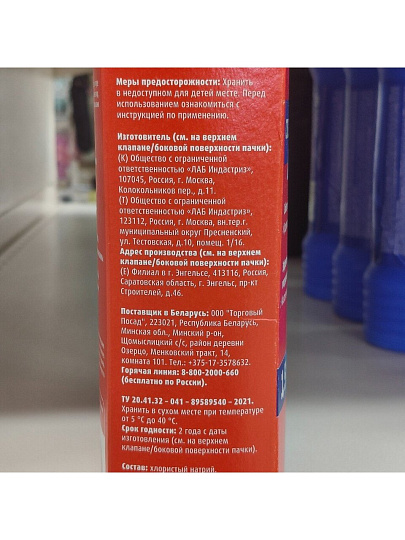 Меры предосторожности: Хранить
в недоступном для детей месте. Перед
использованием ознакомиться с
инструкцией по применению.
Изготовитель (см. на верхнем
клапане/боковой поверхности пачки):
(К) Общество с ограниченной
ответственностью «ЛАБ Индастриз»,
107045, Россия, г. Москва,
Колокольников пер., д.11.
(Т) Общество с ограниченной
ответственностью «ЛАБ Индастриз»,
123112, Россия, г. Москва, вн.тер.г.
муниципальный округ Пресненский,
ул. Тестовская, д.10, помещ. 1/16.
Адрес производства (см. на верхнем
клапане/боковой поверхности пачки):
(Е) Филиал в г. Энгельсе, 413116, Россия,
Саратовская область, г. Энгельс, пр-кт
Строителей, д.46.
Поставщик в Беларусь: ООО "Торговый
Посад", 223021, Республика Беларусь,
Минская обл., Минский р-он,
Щомыслицкий с/с, район деревни
Озерцо, Менковский тракт, 14,
комната 101. Тел.: +375-17-3578632.
Горячая линия: 8-800-2000-660
(бесплатно по России).
ТУ 20.41.32 - 041 - 89589540 - 2021.
Хранить в сухом месте при температуре
от 5 °С до 40 °С.
Срок годности: 2 года с даты
изготовления (см. на верхнем
клапане/боковой поверхности пачки).
Состав: хлористый натрий.